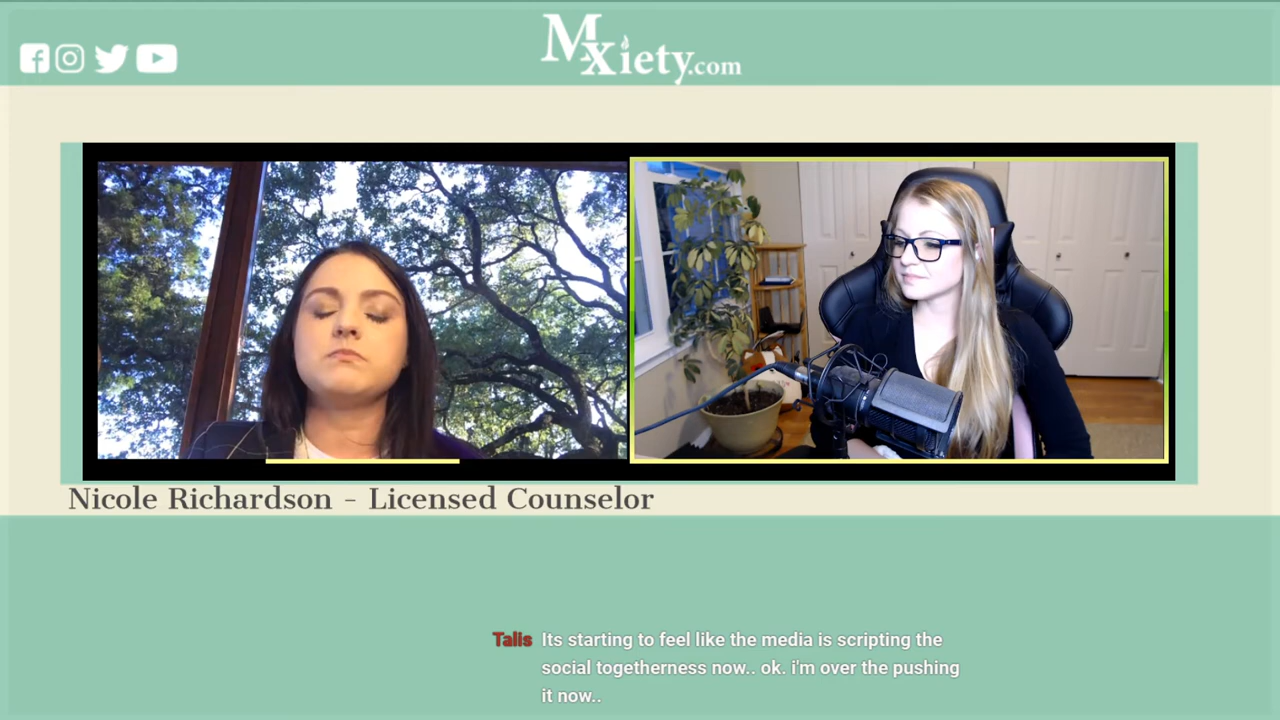 Mxiety.com
Nicole Richardson - Licensed Counselor
Talis Its starting to feel like the media is scripting the
social togetherness now.. ok. i'm over the pushing
it now..